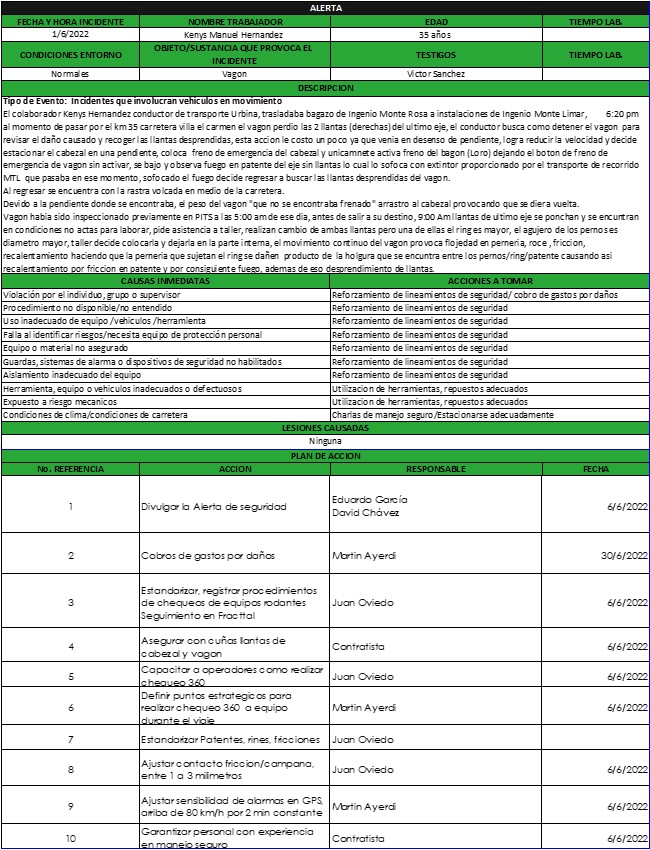 ALERTA
FECHA Y HORA INCIDENTE NOMBRE TRABAJADOR EDAD TIEMPO LAB.
1/6/2022 Kenys Manuel Hernandez 35 años
CONDICIONES ENTORNO OBJETO/SUSTANCIA QUE PROVOCA EL INCIDENTE TESTIGOS TIEMPO LAB.
Normales Vagon Victor Sanchez
DESCRIPCION
Tipo de Evento: Incidentes que involucran vehiculos en movimiento
El colaborador Kenys Hernandez conductor de transporte Urbina, trasladaba bagazo de Ingenio Monte Rosa a instalaciones de Ingenio Monte Limar, 6:20 pm
al momento de pasar por el km 35 carretera villa el carmen el vagon perdio las 2 llantas (derechas) del ultimo eje, el conductor busca como detener el vagon para
revisar el daño causado y recoger las llantas desprendidas, esta accion le costo un poco ya que venia en desenso de pendiente, logra reducir la velocidad y decide
estacionar el cabezal en una pendiente, coloca freno de emergencia del cabezal y unicamnete activa freno del bagon (Loro) dejando el boton de freno de
emergencia de vagon sin activar, se bajo y observa fuego en patente del eje sin llantas lo cual lo sofoca con extintor proporcionado por el transporte de recorrido
MTL que pasaba en ese momento, sofocado el fuego decide regresar a buscar las llantas desprendidas del vagon.
Al regresar se encuentra con la rastra volcada en medio de la carretera.
Devido a la pendiente donde se encontraba, el peso del vagon "que no se encontraba frenado" arrastro al cabezal provocando que se diera vuelta.
Vagon había sido inspeccionado previamente en PITS a las 5:00 am de ese dia, antes de salir a su destino, 9:00 Am llantas de ultimo eje se ponchan y se encuntran
en condiciones no actas para laborar, pide asistencia a taller, realizan cambio de ambas llantas pero una de ellas el ring es mayor, el agujero de los pernos es
diametro mayor, taller decide colocarla y dejarla en la parte interna, el movimiento continuo del vagon provoca flojedad en perneria, roce , friccion,
recalentamiento haciendo que la perneria que sujetan el ring se dañen producto de la holgura que se encuntra entre los pernos/ring/patente causando asi
recalentamiento por friccion en patente y por consiguiente fuego, ademas de eso desprendimiento de llantas.
CAUSAS INMEDIATAS ACCIONES A TOMAR
Violación por el individuo, grupo o supervisor Reforzamiento de lineamientos de seguridad/ cobro de gastos por daños
Procedimiento no disponible/no entendido Reforzamiento de lineamientos de seguridad
Uso inadecuado de equipo /vehiculos /herramienta Reforzamiento de lineamientos de seguridad
Falla al identificar riesgos/necesita equipo de protección personal Reforzamiento de lineamientos de seguridad
Equipo o material no asegurado Reforzamiento de lineamientos de seguridad
Guardas, sistemas de alarma o dispositivos de seguridad no habilitados Reforzamiento de lineamientos de seguridad
Aislamiento inadecuado del equipo Reforzamiento de lineamientos de seguridad
Herramienta, equipo o vehiculos inadecuados o defectuosos Utilizacion de herramientas, repuestos adecuados
Expuesto a riesgo mecanicos Utilizacion de herramientas, repuestos adecuados
Condiciones de clima/condiciones de carretera Charlas de manejo seguro/Estacionarse adecuadamente
LESIONES CAUSADAS
Ninguna
PLAN DE ACCION
No. REFERENCIA ACCION RESPONSABLE FECHA
1 Divulgar la Alerta de seguridad Eduardo García
David Chávez 6/6/2022
2 Cobros de gastos por daños Martin Ayerdi 30/6/2022
3 Estandarizar, registrar procedimientos
de chequeos de equipos rodantes
Seguimiento en Fracttal Juan Oviedo 6/6/2022
4 Asegurar con cuñas llantas de
cabezal y vagon Contratista 6/6/2022
5 Capacitar a operadores como realizar
chequeo 360 Juan Oviedo 6/6/2022
6 Definir puntos estrategicos para
realizar chequeo 360 a equipo
durante el viaje Martin Ayerdi 6/6/2022
7 Estandarizar Patentes, rines, fricciones Juan Oviedo
8 Ajustar contacto friccion/campana,
entre 1 a 3 milimetros Juan Oviedo 6/6/2022
9 Ajustar sensibilidad de alarmas en GPS,
arriba de 80 km/h por 2 min constante Martin Ayerdi 6/6/2022
10 Garantizar personal con experiencia
en manejo seguro Contratista 6/6/2022